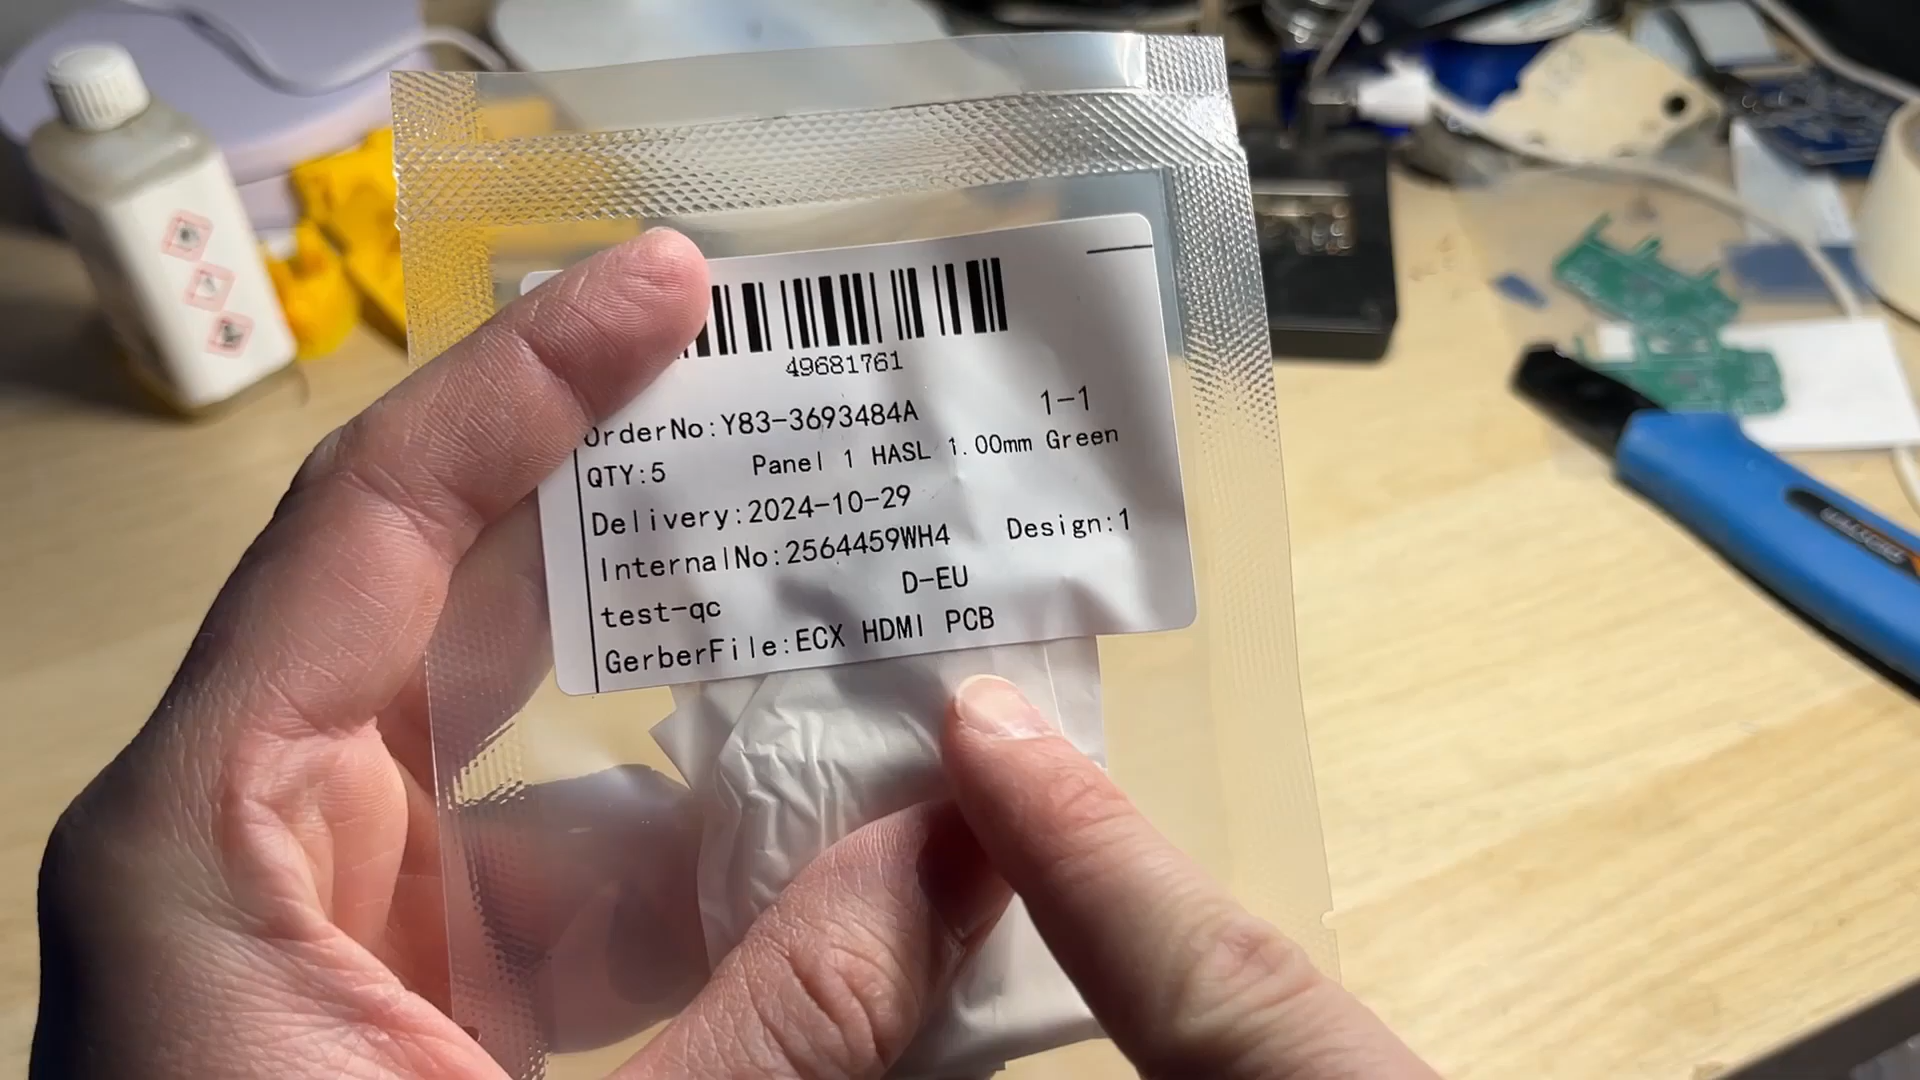 49681761
OrderNo:Y83-3693484A 1-1
QTY:5 Panel 1 HASL 1.00mm Green
Delivery:2024-10-29
InternalNo:2564459WH4 Design:1
test-qc D-EU
GerberFile:ECX HDMI PCB